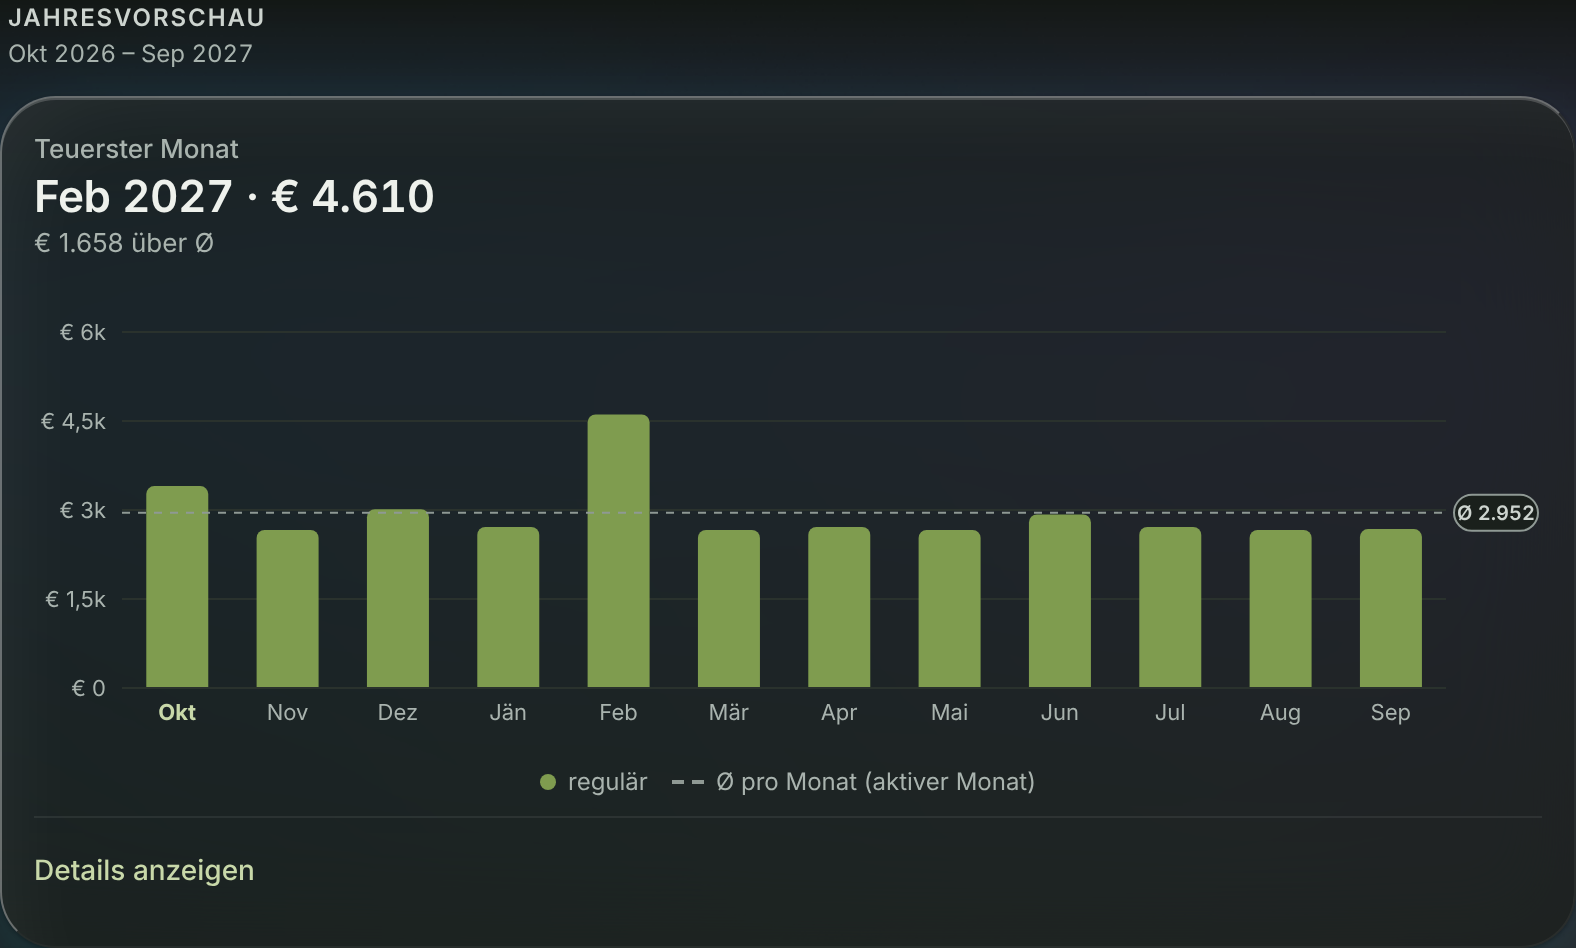 JAHRESVORSCHAU
Okt 2026 – Sep 2027
Teuerster Monat
Feb 2027 · € 4.610
€ 1.658 über Ø
€ 6k
€ 4,5k
€ 3k
Ø 2.952
€ 1,5k
€ 0
Okt Nov Dez Jän Feb Mär Apr Mai Jun Jul Aug Sep
regulär Ø pro Monat (aktiver Monat)
Details anzeigen